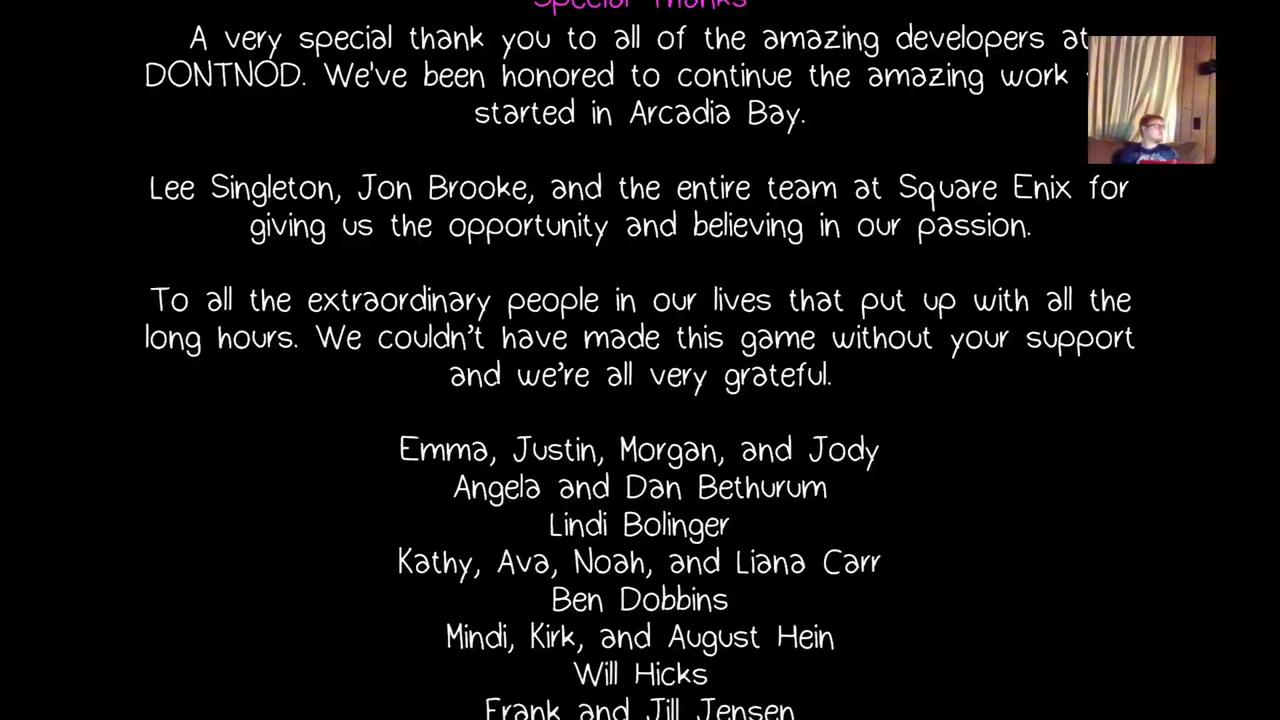 Special Thanks
A very special thank you to all of the amazing developers at
DONTNOD. We've been honored to continue the amazing work
started in Arcadia Bay.
Lee Singleton, Jon Brooke, and the entire team at Square Enix for
giving us the opportunity and believing in our passion.
To all the extraordinary people in our lives that put up with all the
long hours. We couldn't have made this game without your support
and we're all very grateful.
Emma, Justin, Morgan, and Jody
Angela and Dan Bethurum
Lindi Bolinger
Kathy, Ava, Noah, and Liana Carr
Ben Dobbins
Mindi, Kirk, and August Hein
Will Hicks
Frank and Jill Jensen